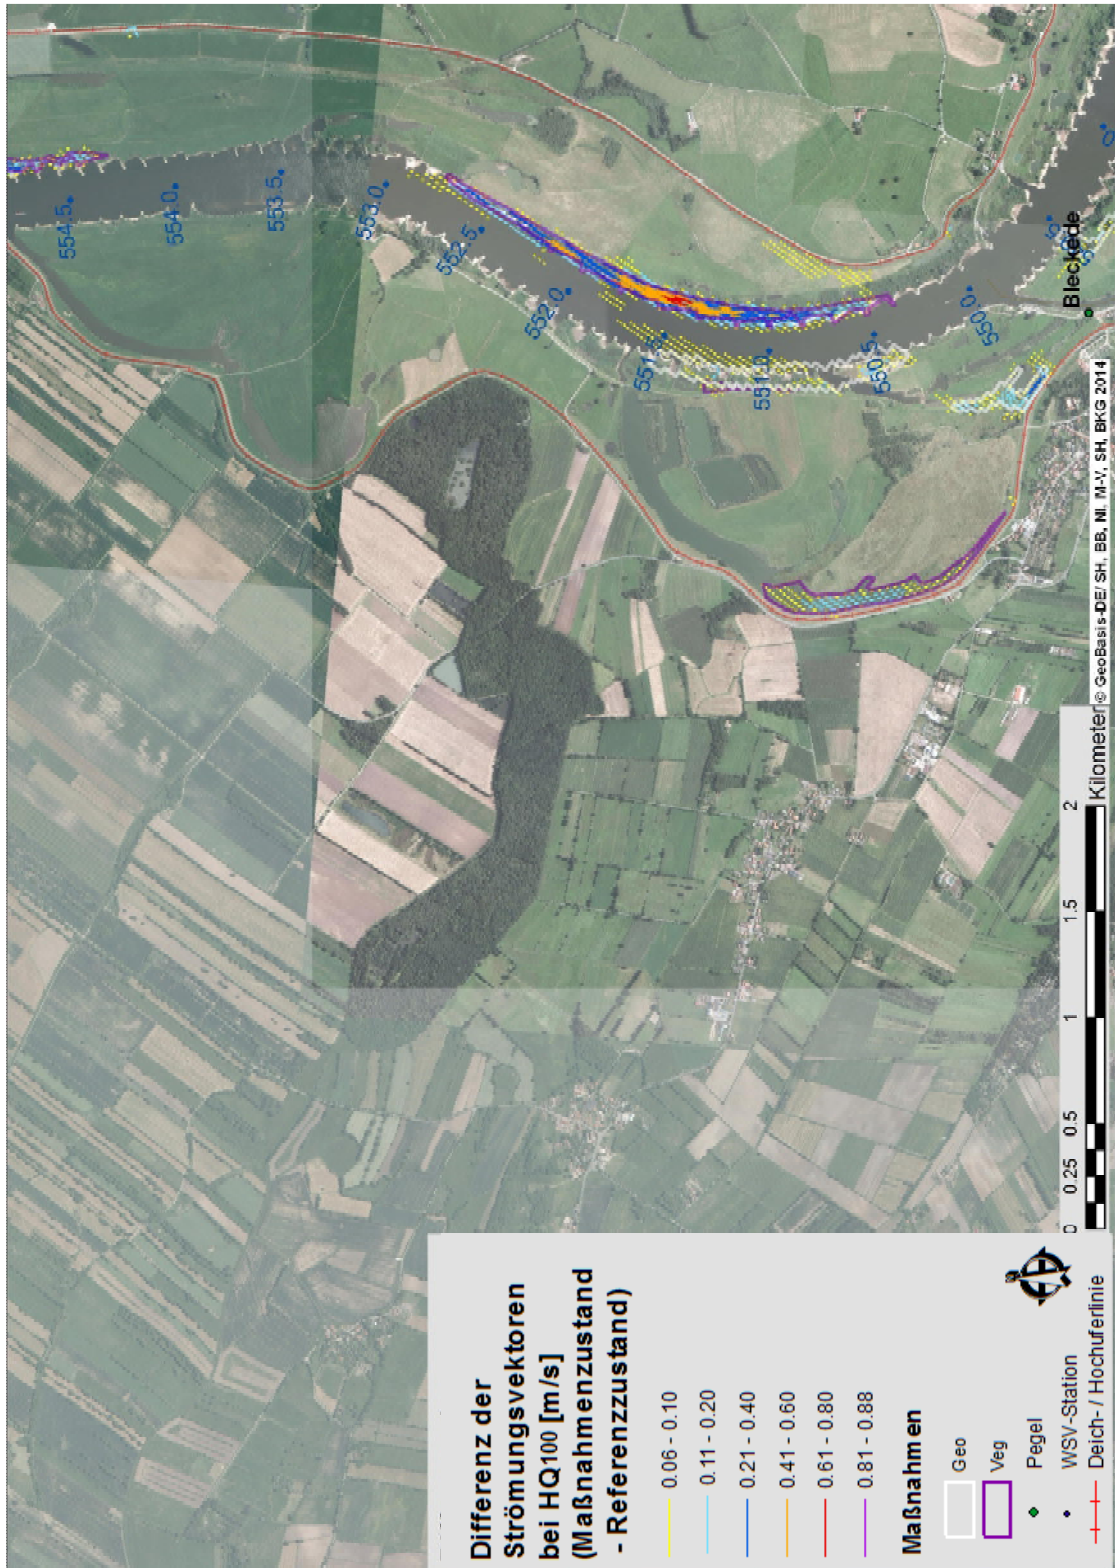 Differenz der
Strömungsvektoren
bei HQ100 [m/s]
(Maßnahmenzustand
- Referenzzustand)
0.06 - 0.10
0.11 - 0.20
0.21 - 0.40
0.41 - 0.60
0.61 - 0.80
0.81 - 0.88
Maßnahmen
Geo
Veg
Pegel
WSV-Station
Deich- / Hochuferlinie
0 0.25 0.5 1 1.5 2
Kilometer
© GeoBasis-DE/ SH, BB, NI, M-V, SH, BKG 2014
554.5
554.0
553.5
553.0
552.5
552.0
551.5
551.0
550.5
550.0
Bleckede